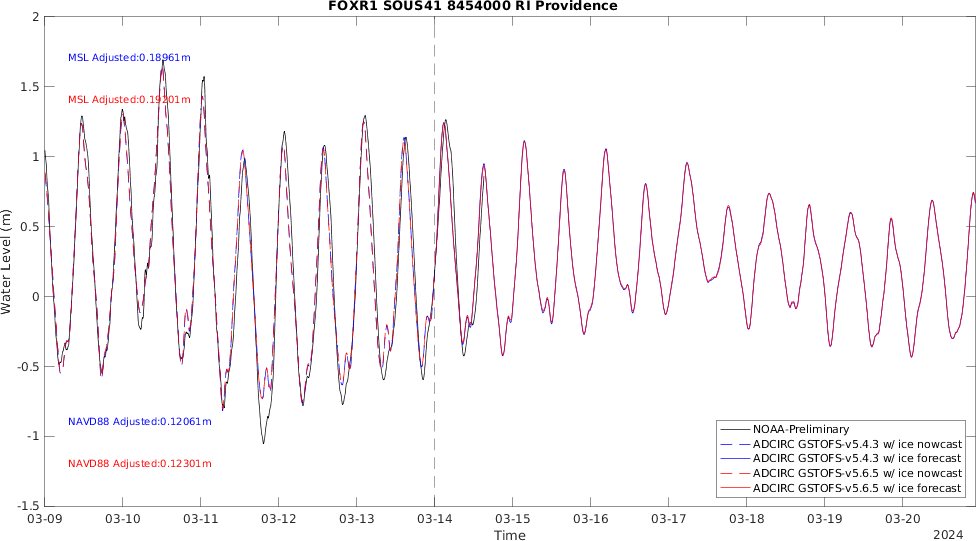 FOXR1 SOUS41 8454000 RI Providence
2
MSL Adjusted:0.18961m
1.5
MSL Adjusted:0.19201m
1
0.5
Water Level (m)
0
-0.5
NAVD88 Adjusted:0.12061m
-1
NAVD88 Adjusted:0.12301m
-1.5
NOAA-Preliminary
ADCIRC GSTOFS-v5.4.3 w/ ice nowcast
ADCIRC GSTOFS-v5.4.3 w/ ice forecast
ADCIRC GSTOFS-v5.6.5 w/ ice nowcast
ADCIRC GSTOFS-v5.6.5 w/ ice forecast
03-09 03-10 03-11 03-12 03-13 03-14 03-15 03-16 03-17 03-18 03-19 03-20
Time
2024